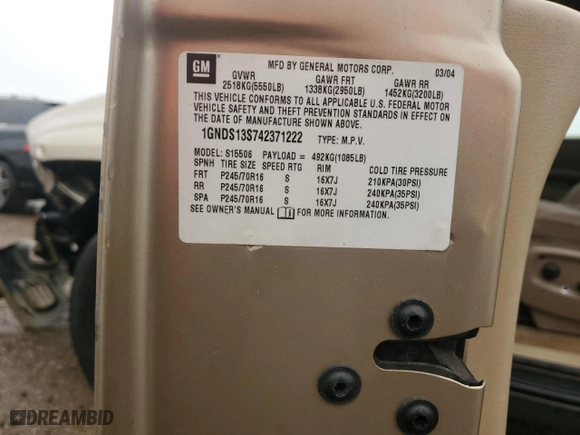 GM
MFD BY GENERAL MOTORS CORP. 03/04
GVWR GAWR FRT GAWR RR
2518KG(5550LB) 1338KG(2950LB) 1452KG(3200LB)
THIS VEHICLE CONFORMS TO ALL APPLICABLE U.S. FEDERAL MOTOR
VEHICLE SAFETY AND THEFT PREVENTION STANDARDS IN EFFECT ON
THE DATE OF MANUFACTURE SHOWN ABOVE.
1GNDS13S742371222 TYPE: M.P.V.
MODEL: S15506 PAYLOAD = 492KG(1085LB)
SPNH TIRE SIZE SPEED RTG RIM COLD TIRE PRESSURE
FRT P245/70R16 S 16X7J 210KPA(30PSI)
RR P245/70R16 S 16X7J 240KPA(35PSI)
SPA P245/70R16 S 16X7J 240KPA(35PSI)
SEE OWNER'S MANUAL FOR MORE INFORMATION.
DREAMBID